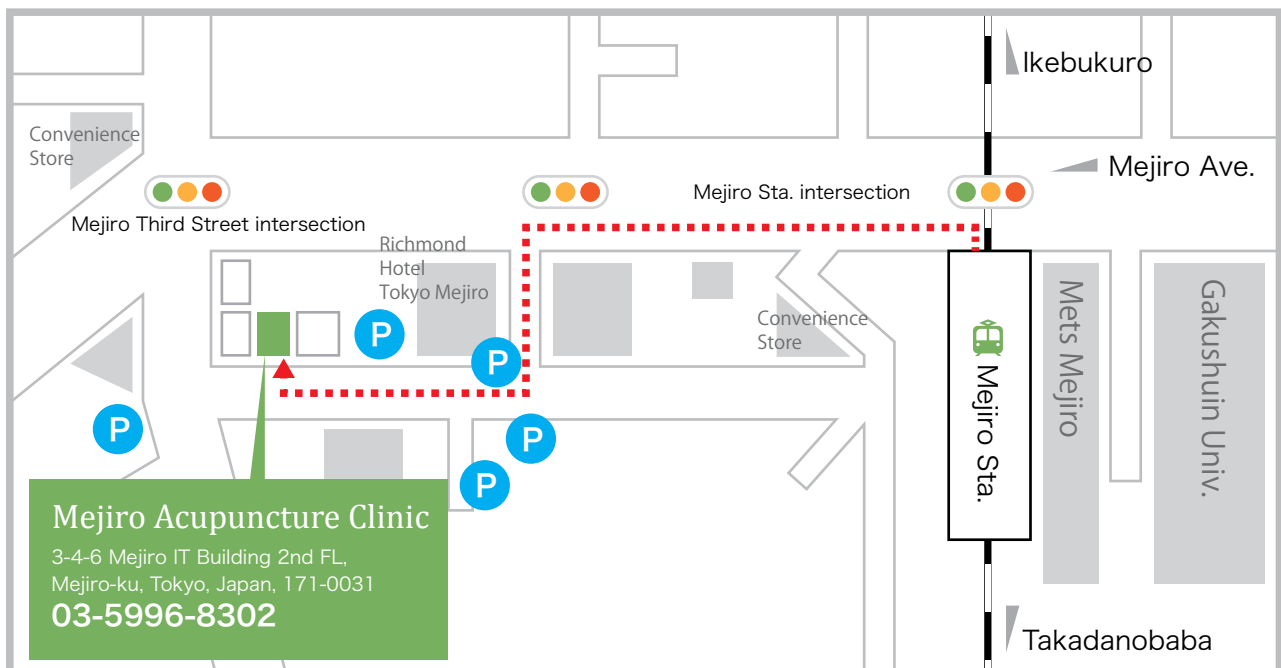 Ikebukuro
Mejiro Ave.
Convenience
Store
Mejiro Sta. intersection
Mejiro Third Street intersection
Richmond
Hotel
Tokyo Mejiro
P
P
Convenience
Store
Mejiro Sta.
Mets Mejiro
Gakushuin Univ.
P
P
P
Mejiro Acupuncture Clinic
3-4-6 Mejiro IT Building 2nd FL,
Mejiro-ku, Tokyo, Japan, 171-0031
03-5996-8302
Takadanobaba